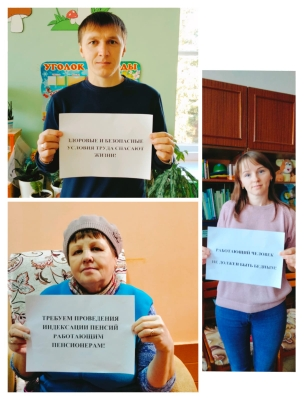 УГОЛОК
ЗДОРОВЫЕ И БЕЗОПАСНЫЕ
УСЛОВИЯ ТРУДА СПАСАЮТ
ЖИЗНИ!
РАБОТАЮЩИЙ ЧЕЛОВЕК
НЕ ДОЛЖЕН БЫТЬ БЕДНЫМ!
ТРЕБУЕМ ПРОВЕДЕНИЯ
ИНДЕКСАЦИИ ПЕНСИЙ
РАБОТАЮЩИМ
ПЕНСИОНЕРАМ!